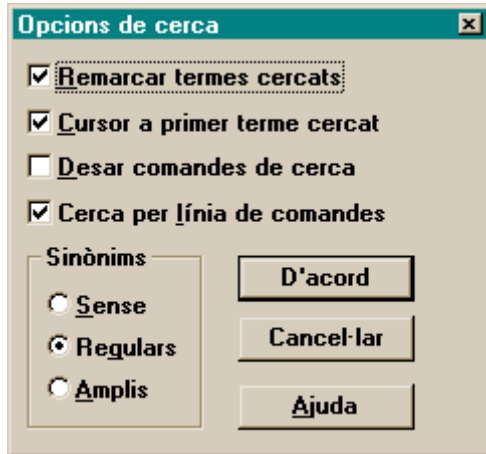 Opcions de cerca
Remarcar termes cercats
Cursor a primer terme cercat
Desar comandes de cerca
Cerca per línia de comandes
Sinònims
Sense
Regulars
Amplis
D'acord
Cancel·lar
Ajuda